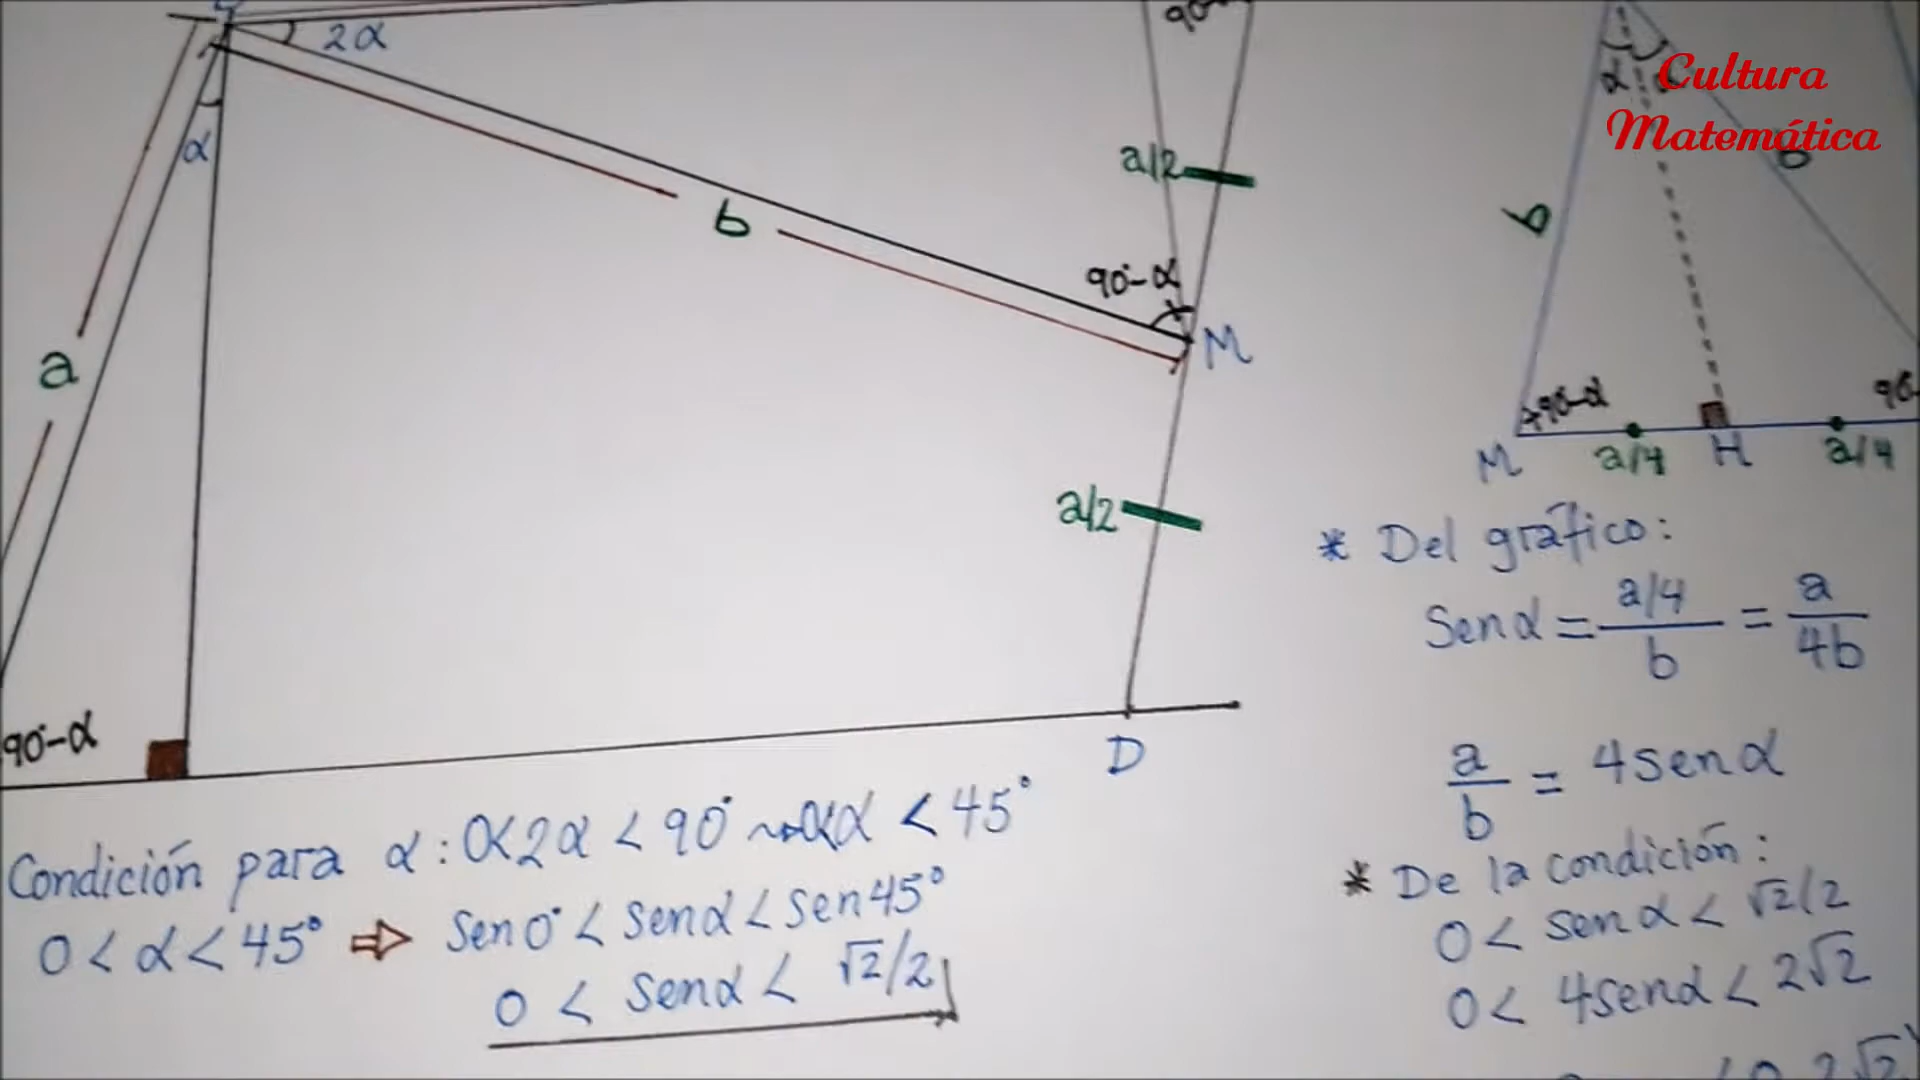 2α
α
a
b
a/2
90°-α
M
a/2
90°-α
D
Condición para α: 0<2α < 90° ⇝ 0<α < 45°
0 < α < 45° ⇒ Sen0° < Senα < Sen45°
0 < Senα < √2/2
Cultura
Matemática
α
b
b
90°-α
M
a/4
H
a/4
* Del gráfico:
Senα = a/4 / b = a / 4b
a / b = 4Senα
* De la condición:
0 < Senα < √2/2
0 < 4Senα < 2√2